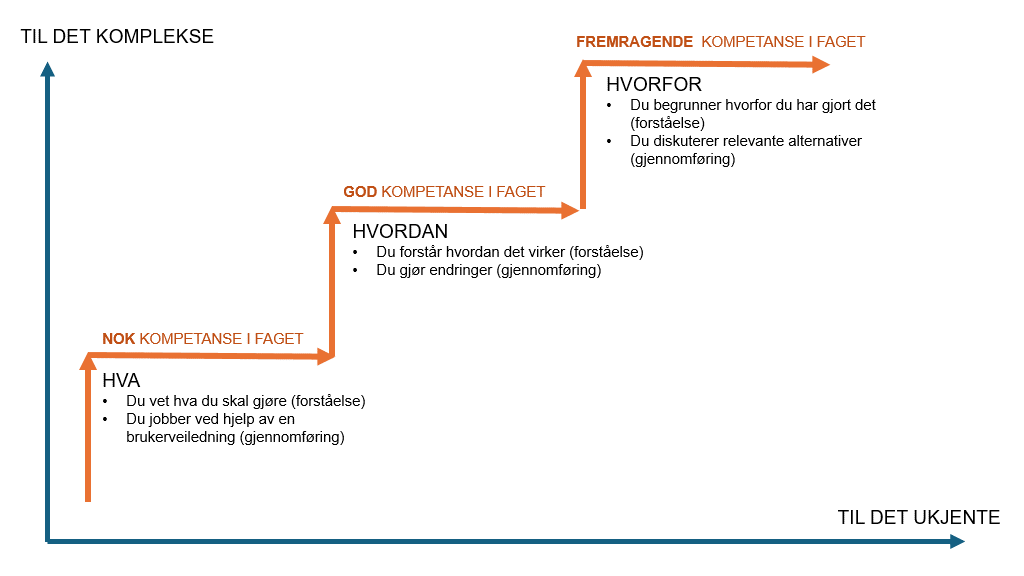 TIL DET KOMPLEKSE
FREMRAGENDE KOMPETANSE I FAGET
HVORFOR
• Du begrunner hvorfor du har gjort det
(forståelse)
• Du diskuterer relevante alternativer
(gjennomføring)
GOD KOMPETANSE I FAGET
HVORDAN
• Du forstår hvordan det virker (forståelse)
• Du gjør endringer (gjennomføring)
NOK KOMPETANSE I FAGET
HVA
• Du vet hva du skal gjøre (forståelse)
• Du jobber ved hjelp av en
brukerveiledning (gjennomføring)
TIL DET UKJENTE